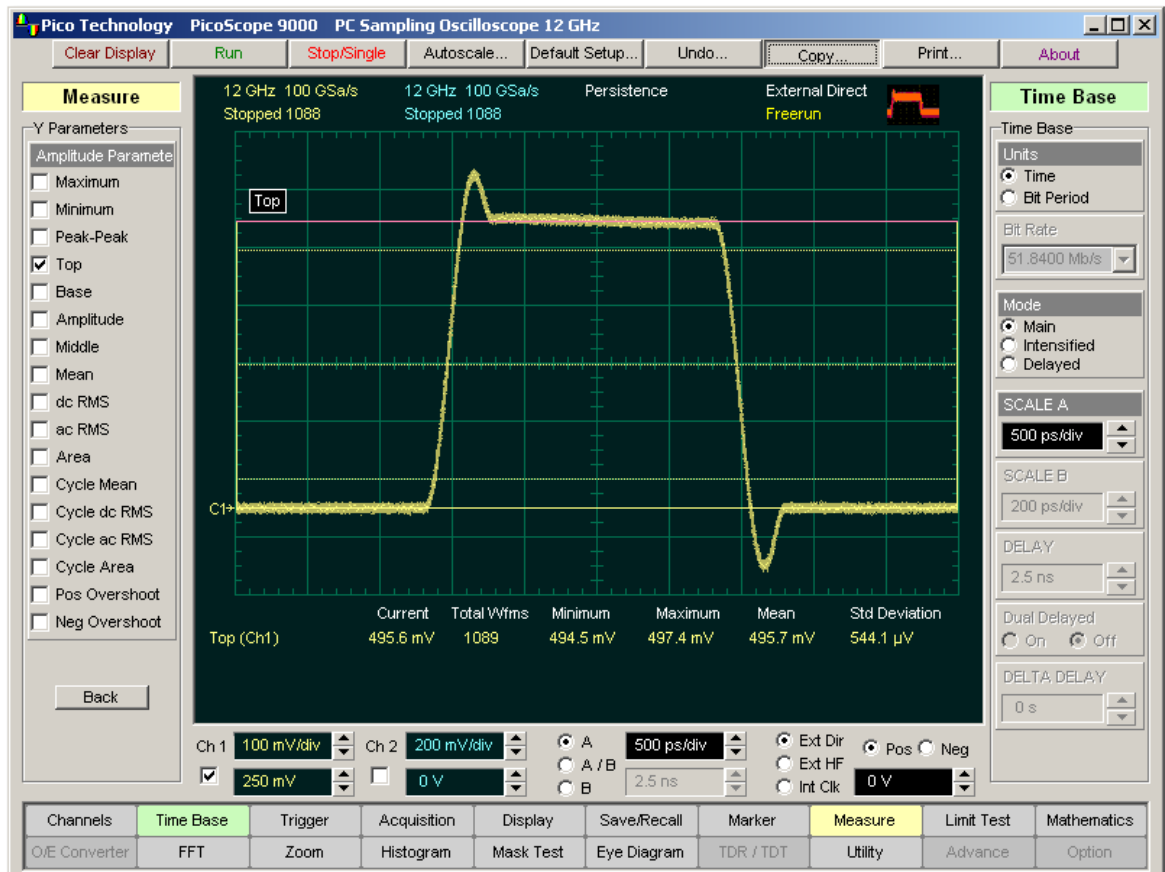 Pico Technology PicoScope 9000 PC Sampling Oscilloscope 12 GHz
Clear Display Run Stop/Single Autoscale... Default Setup... Undo... Copy... Print... About
Measure
Y Parameters
Amplitude Paramete
Maximum
Minimum
Peak-Peak
Top
Base
Amplitude
Middle
Mean
dc RMS
ac RMS
Area
Cycle Mean
Cycle dc RMS
Cycle ac RMS
Cycle Area
Pos Overshoot
Neg Overshoot
Back
12 GHz 100 GSa/s 12 GHz 100 GSa/s Persistence External Direct
Stopped 1088 Stopped 1088 Freerun
Top
C1
Current Total Wfms Minimum Maximum Mean Std Deviation
Top (Ch1) 495.6 mV 1089 494.5 mV 497.4 mV 495.7 mV 544.1 µV
Time Base
Time Base
Units
Time
Bit Period
Bit Rate
51.8400 Mb/s
Mode
Main
Intensified
Delayed
SCALE A
500 ps/div
SCALE B
200 ps/div
DELAY
2.5 ns
Dual Delayed
On Off
DELTA DELAY
0 s
Ch 1 100 mV/div Ch 2 200 mV/div A 500 ps/div Ext Dir Pos Neg
A / B Ext HF
250 mV 0 V B 2.5 ns Int Clk 0 V
Channels Time Base Trigger Acquisition Display Save/Recall Marker Measure Limit Test Mathematics
O/E Converter FFT Zoom Histogram Mask Test Eye Diagram TDR / TDT Utility Advance Option